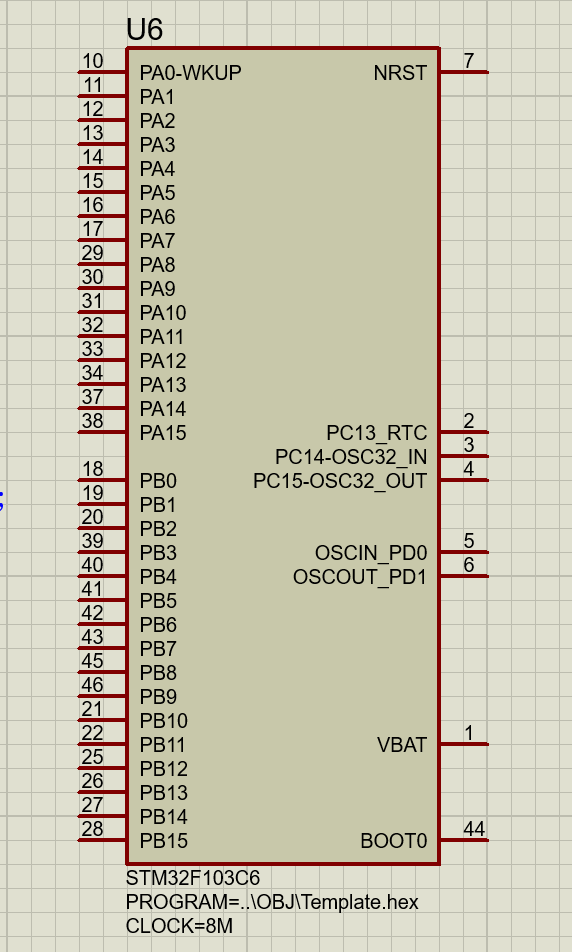 U6
10 PA0-WKUP NRST 7
11 PA1
12 PA2
13 PA3
14 PA4
15 PA5
16 PA6
17 PA7
29 PA8
30 PA9
31 PA10
32 PA11
33 PA12
34 PA13
37 PA14
38 PA15 PC13_RTC 2
PC14-OSC32_IN 3
18 PB0 PC15-OSC32_OUT 4
19 PB1
20 PB2
39 PB3 OSCIN_PD0 5
40 PB4 OSCOUT_PD1 6
41 PB5
42 PB6
43 PB7
45 PB8
46 PB9
21 PB10
22 PB11 VBAT 1
25 PB12
26 PB13
27 PB14
28 PB15 BOOT0 44
STM32F103C6
PROGRAM=..\OBJ\Template.hex
CLOCK=8M